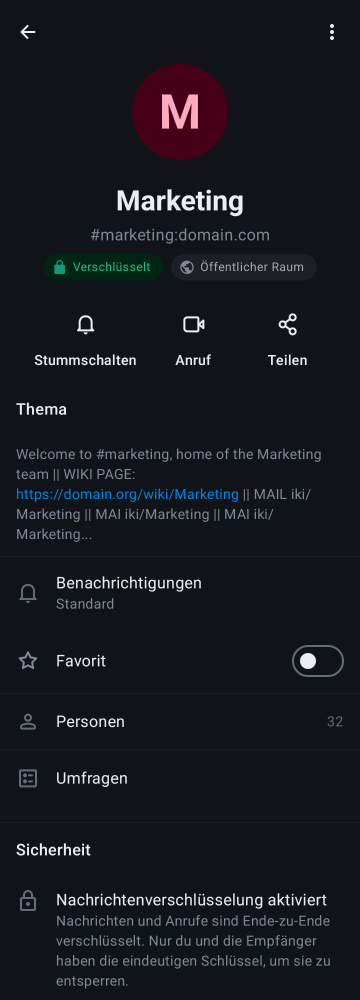 M
Marketing
#marketing:domain.com
Verschlüsselt
Öffentlicher Raum
Stummschalten
Anruf
Teilen
Thema
Welcome to #marketing, home of the Marketing
team || WIKI PAGE:
https://domain.org/wiki/Marketing || MAIL iki/
Marketing || MAI iki/Marketing || MAI iki/
Marketing...
Benachrichtigungen
Standard
Favorit
Personen 32
Umfragen
Sicherheit
Nachrichtenverschlüsselung aktiviert
Nachrichten und Anrufe sind Ende-zu-Ende
verschlüsselt. Nur du und die Empfänger
haben die eindeutigen Schlüssel, um sie zu
entsperren.